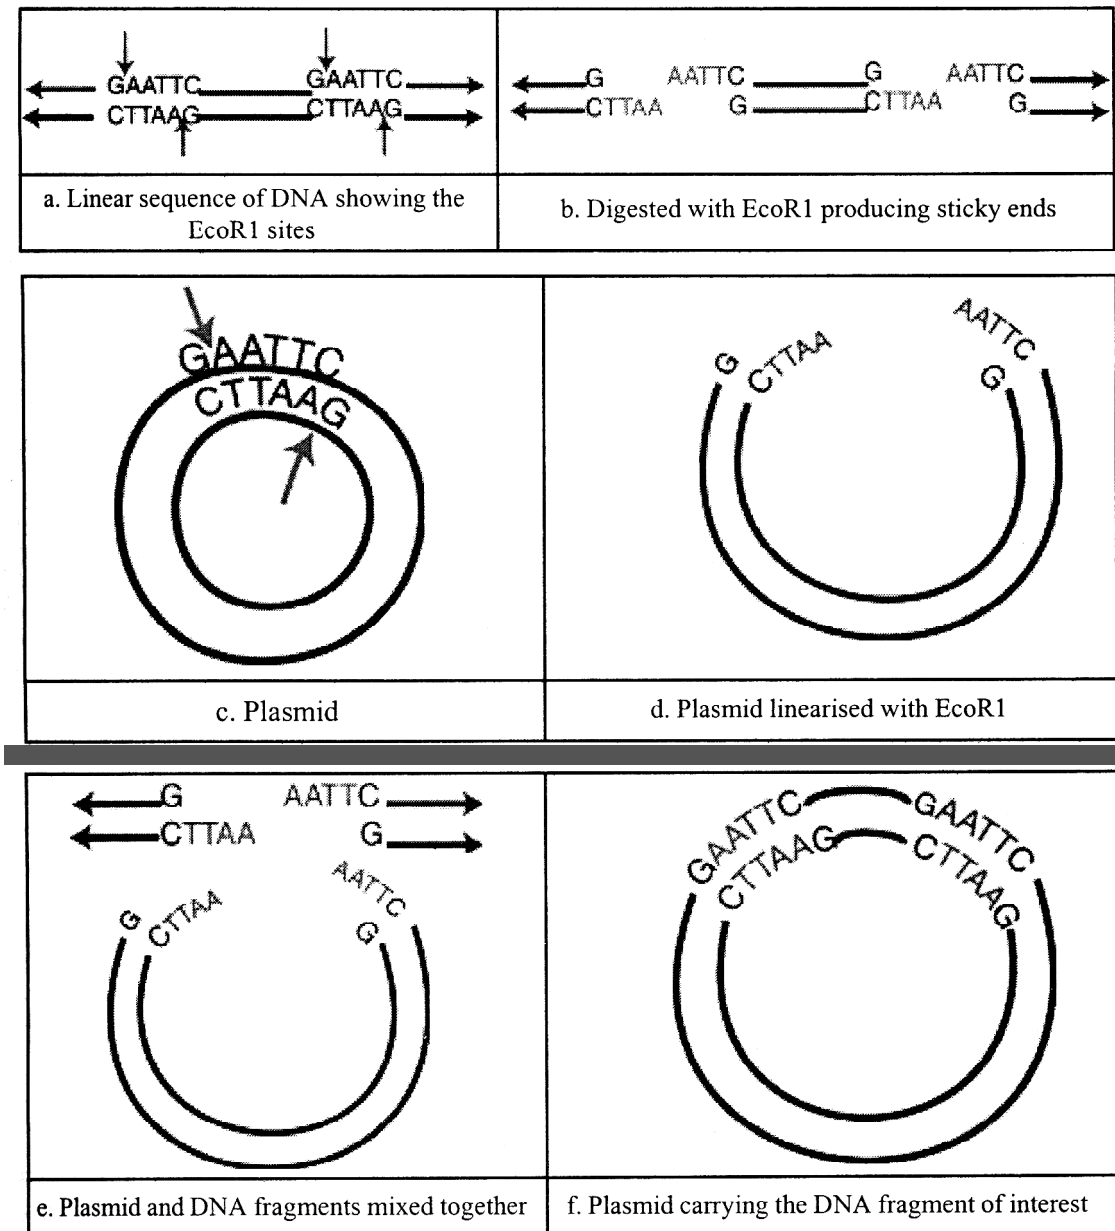 GAATTC GAATTC
CTTAAG CTTAAG
a. Linear sequence of DNA showing the
EcoR1 sites
G AATTC G AATTC
CTTAA G CTTAA G
b. Digested with EcoR1 producing sticky ends
GAATTC
CTTAAG
c. Plasmid
G AATTC
CTTAA G
d. Plasmid linearised with EcoR1
G AATTC
CTTAA G
G AATTC
CTTAA G
e. Plasmid and DNA fragments mixed together
GAATTC GAATTC
CTTAAG CTTAAG
f. Plasmid carrying the DNA fragment of interest